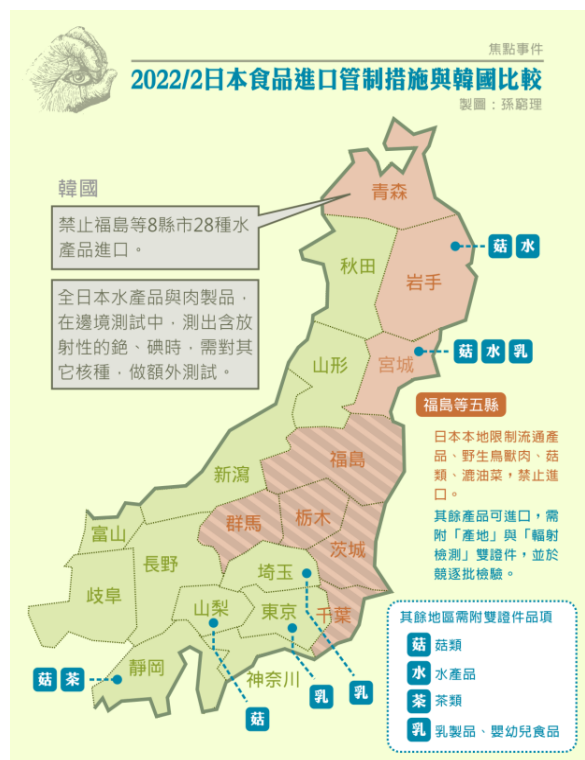 焦點事件
2022/2日本食品進口管制措施與韓國比較
製圖：孫窮理
韓國
禁止福島等8縣市28種水
產品進口。
全日本水產品與肉製品，
在邊境測試中，測出含放
射性的銫、碘時，需對其
它核種，做額外測試。
青森
秋田
岩手
菇 水
山形
宮城
菇 水 乳
福島等五縣
日本本地限制流通產
品、野生鳥獸肉、菇
類、漉油菜，禁止進
口。
其餘產品可進口，需
附「產地」與「輻射
檢測」雙證件，並於
競逐批檢驗。
福島
新瀉
群馬
栃木
茨城
富山
長野
埼玉
岐阜
山梨
東京
千葉
靜岡
神奈川
菇 茶
菇
乳
乳
其餘地區需附雙證件品項
菇 菇類
水 水產品
茶 茶類
乳 乳製品、嬰幼兒食品